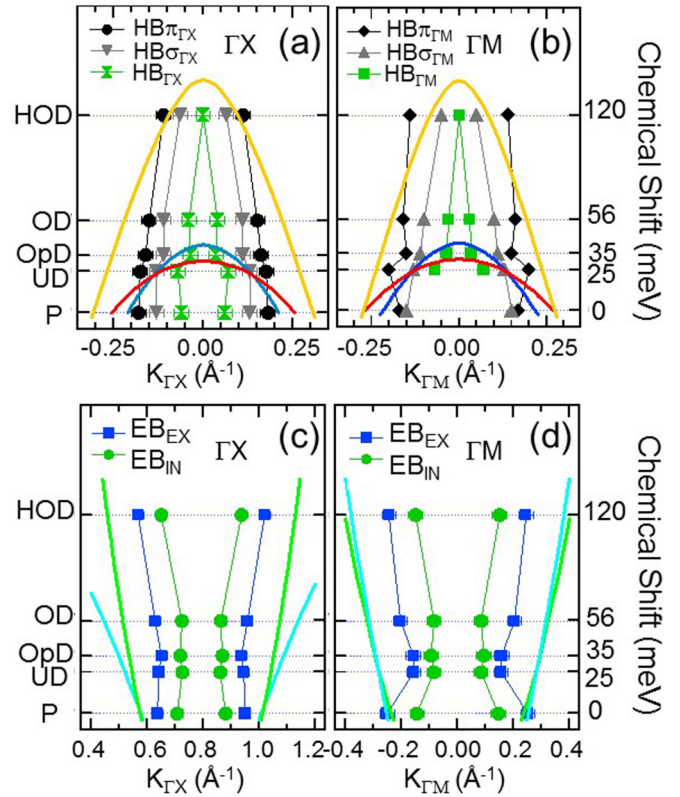 HBπΓX ΓX (a)
HBσΓX
HBΓX
HBπΓM ΓM (b)
HBσΓM
HBΓM
HOD
OD
OpD
UD
P
120
56
35
25
0
Chemical Shift (meV)
-0.25 0.00 0.25
KΓX (Å-1)
-0.25 0.00 0.25
KΓM (Å-1)
EBEX ΓX (c)
EBIN
EBEX ΓM (d)
EBIN
HOD
OD
OpD
UD
P
120
56
35
25
0
Chemical Shift (meV)
0.4 0.6 0.8 1.0 1.2
KΓX (Å-1)
-0.4 -0.2 0.00 0.2 0.4
KΓM (Å-1)